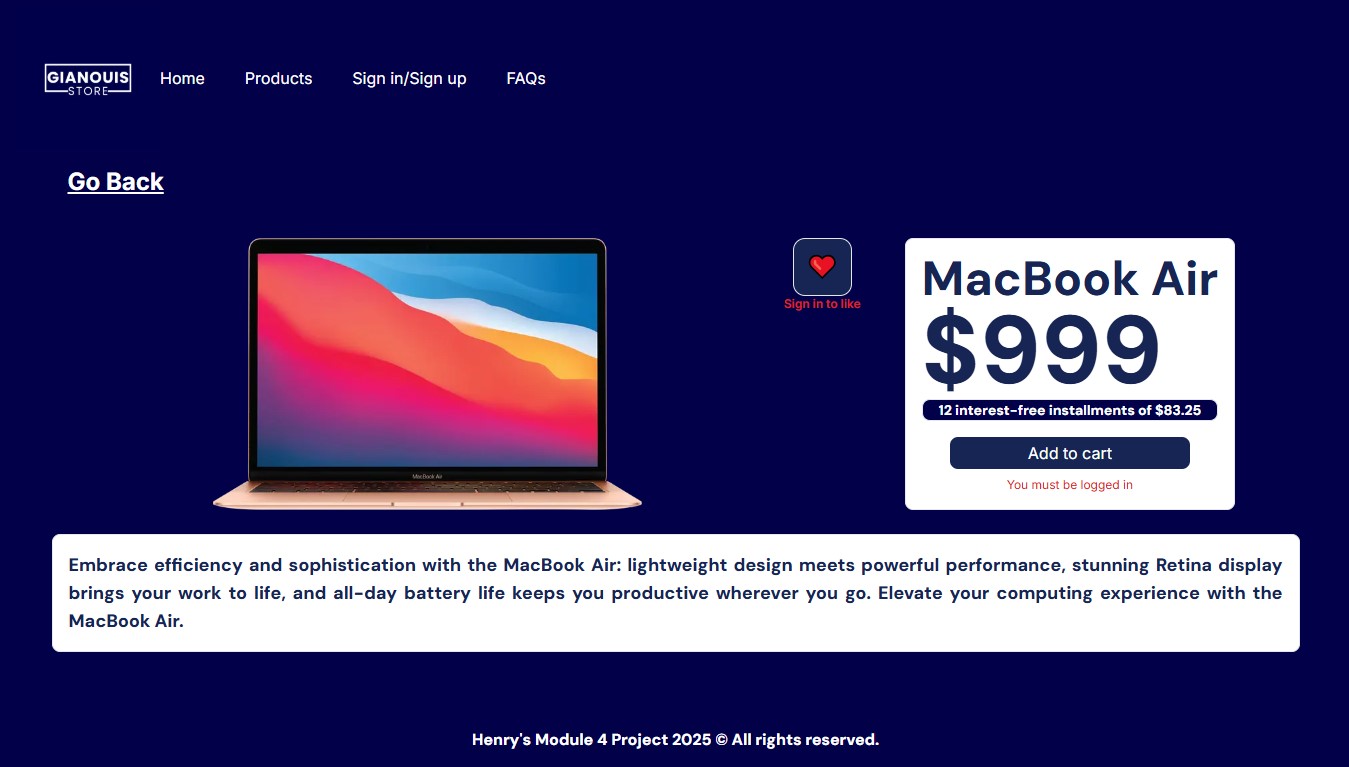 GIANOUIS
STORE
Home Products Sign in/Sign up FAQs
Go Back
MacBook Air
Sign in to like
MacBook Air
$999
12 interest-free installments of $83.25
Add to cart
You must be logged in
Embrace efficiency and sophistication with the MacBook Air: lightweight design meets powerful performance, stunning Retina display
brings your work to life, and all-day battery life keeps you productive wherever you go. Elevate your computing experience with the
MacBook Air.
Henry's Module 4 Project 2025 © All rights reserved.